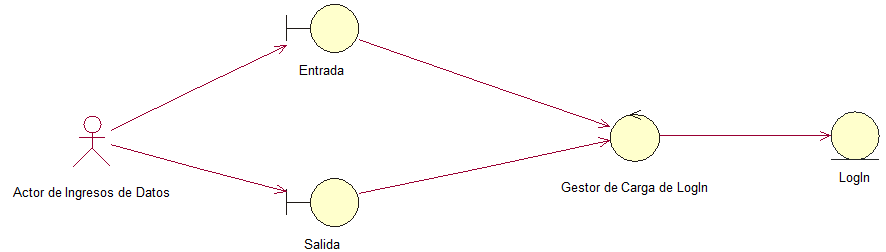 Entrada
Actor de Ingresos de Datos
Gestor de Carga de LogIn
LogIn
Salida